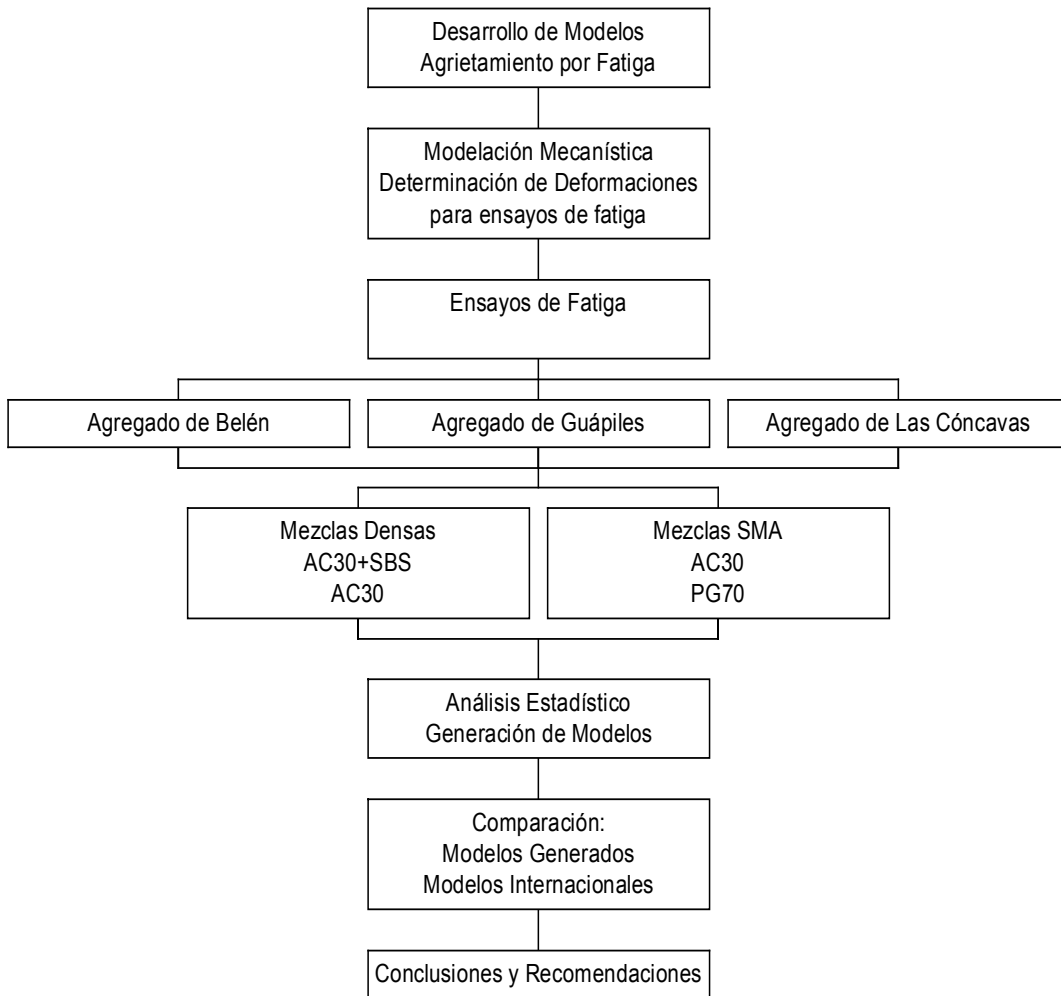 Desarrollo de Modelos
Agrietamiento por Fatiga
Modelación Mecanística
Determinación de Deformaciones
para ensayos de fatiga
Ensayos de Fatiga
Agregado de Belén
Agregado de Guápiles
Agregado de Las Cóncavas
Mezclas Densas
AC30+SBS
AC30
Mezclas SMA
AC30
PG70
Análisis Estadístico
Generación de Modelos
Comparación:
Modelos Generados
Modelos Internacionales
Conclusiones y Recomendaciones